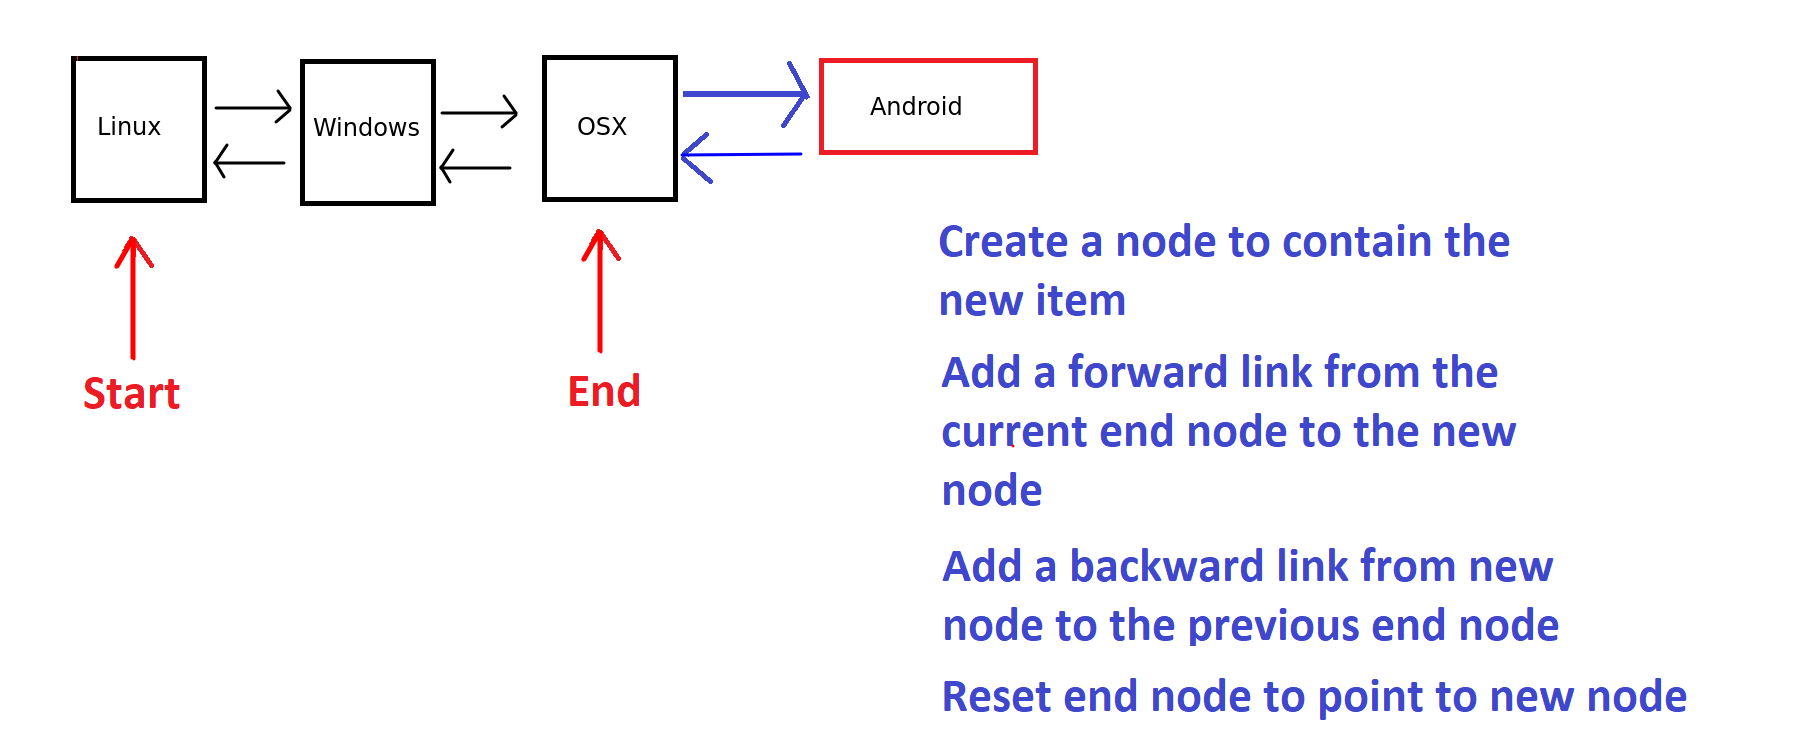 Linux
Windows
OSX
Android
Start
End
Create a node to contain the
new item
Add a forward link from the
current end node to the new
node
Add a backward link from new
node to the previous end node
Reset end node to point to new node